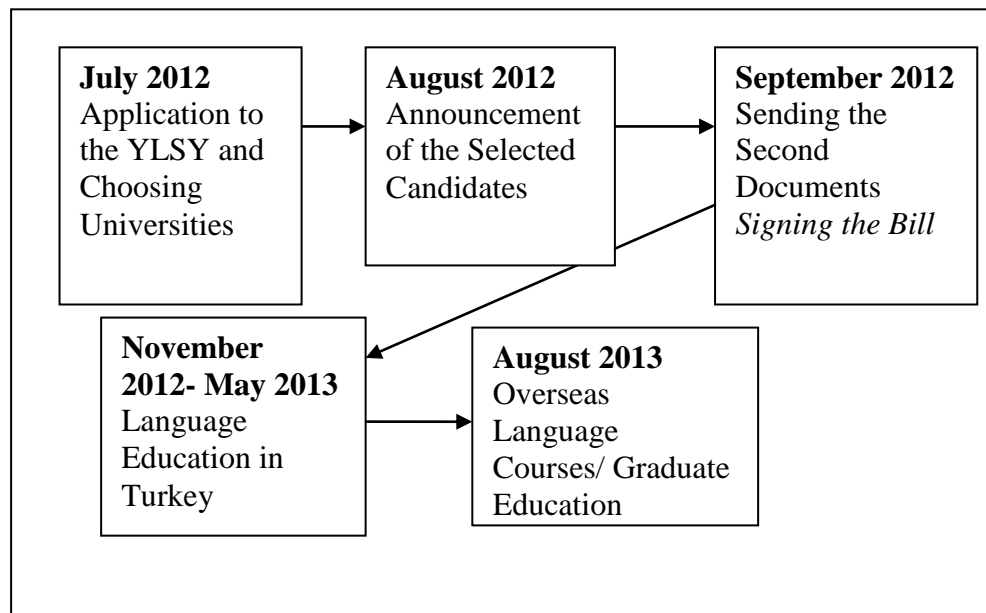 July 2012
Application to
the YLSY and
Choosing
Universities
August 2012
Announcement
of the Selected
Candidates
September 2012
Sending the
Second
Documents
Signing the Bill
November
2012- May 2013
Language
Education in
Turkey
August 2013
Overseas
Language
Courses/ Graduate
Education